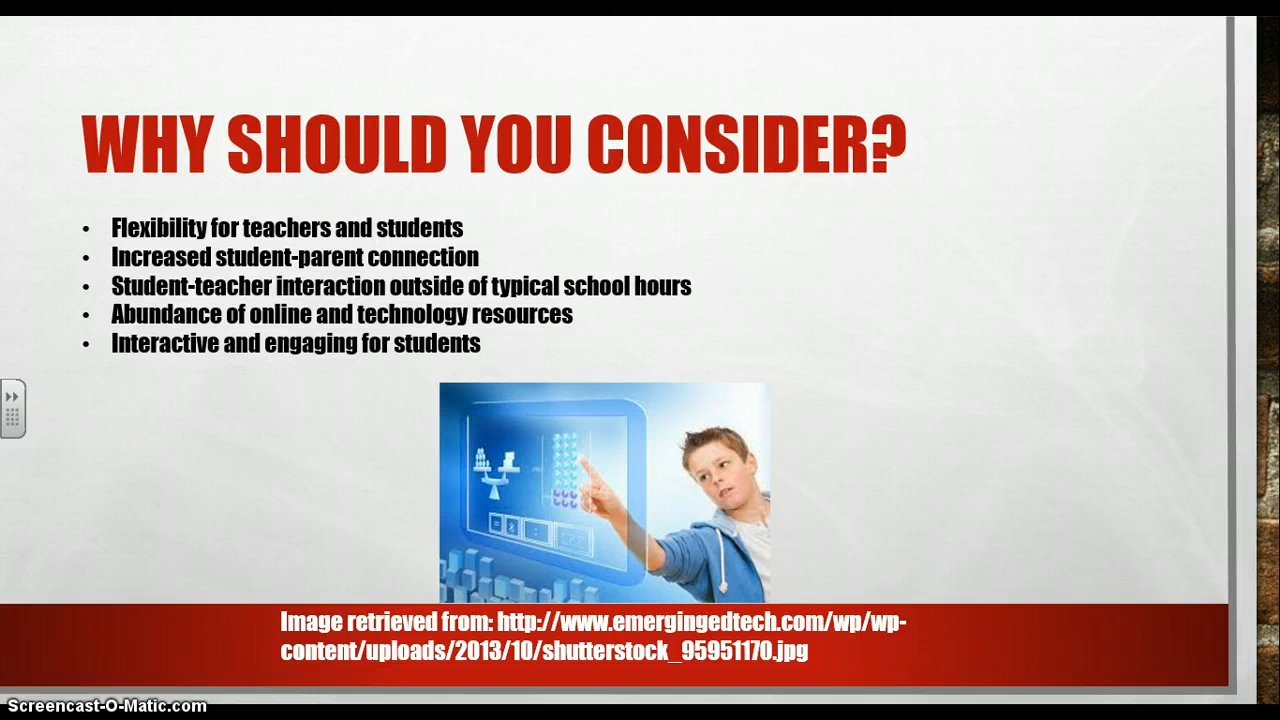 WHY SHOULD YOU CONSIDER?
• Flexibility for teachers and students
• Increased student-parent connection
• Student-teacher interaction outside of typical school hours
• Abundance of online and technology resources
• Interactive and engaging for students
Image retrieved from: http://www.emergingedtech.com/wp/wp-
content/uploads/2013/10/shutterstock_95951170.jpg
Screencast-O-Matic.com